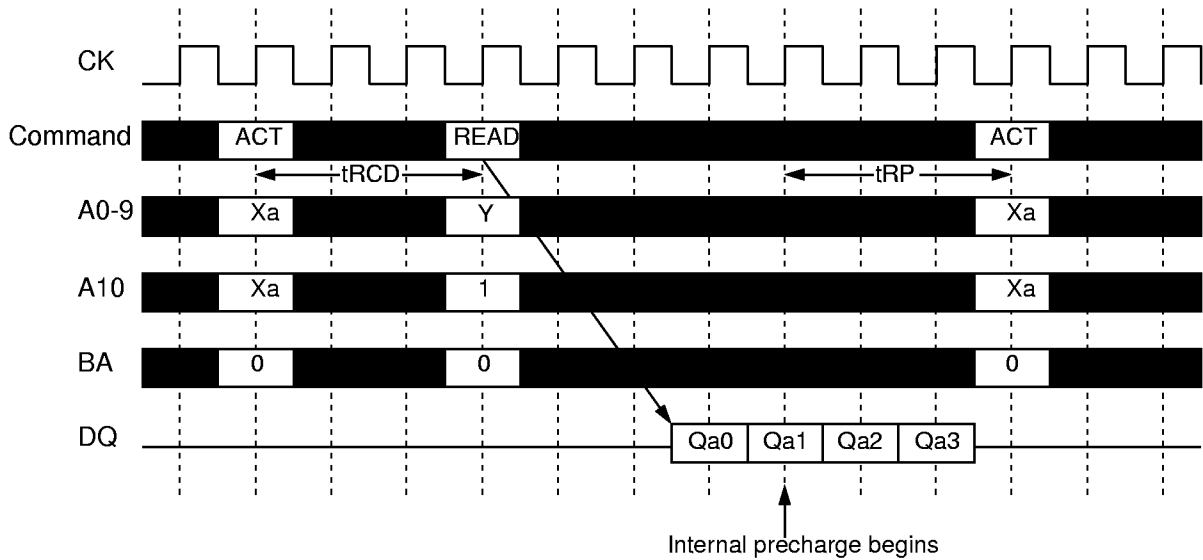 CK
Command ACT READ ACT
tRCD tRP
A0-9 Xa Y Xa
A10 Xa 1 Xa
BA 0 0 0
DQ Qa0 Qa1 Qa2 Qa3
Internal precharge begins